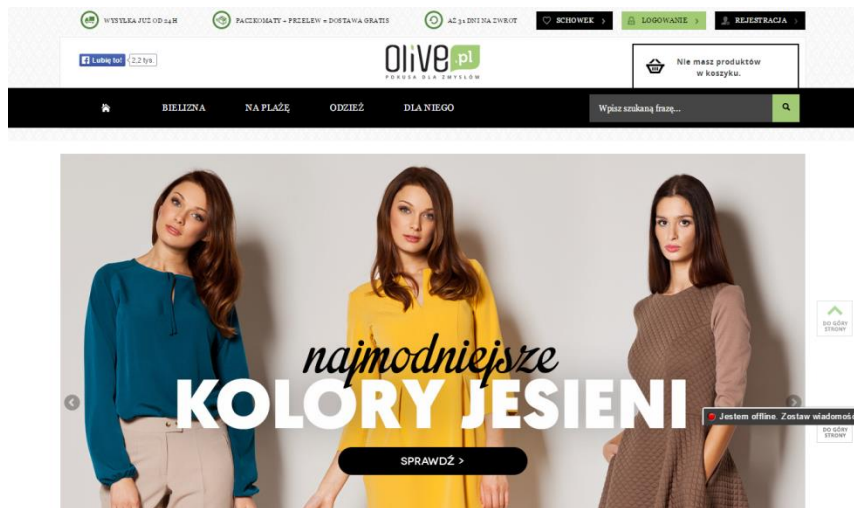 WYSYŁKA JUŻ OD 24H
PACZKOMATY - PRZELEW = DOSTAWA GRATIS
AŻ 31 DNI NA ZWROT
SCHOWEK >
LOGOWANIE >
REJESTRACJA >
Lubię to! 2,2 tys.
OLIVE.pl
POKUSA DLA ZMYSŁÓW
Nie masz produktów
w koszyku.
BIELIZNA
NA PLAŻĘ
ODZIEŻ
DLA NIEGO
Wpisz szukaną frazę...
najmodniejsze
KOLORY JESIENI
SPRAWDŹ >
DO GÓRY
STRONY
Jestem offline. Zostaw wiadomość
DO GÓRY
STRONY